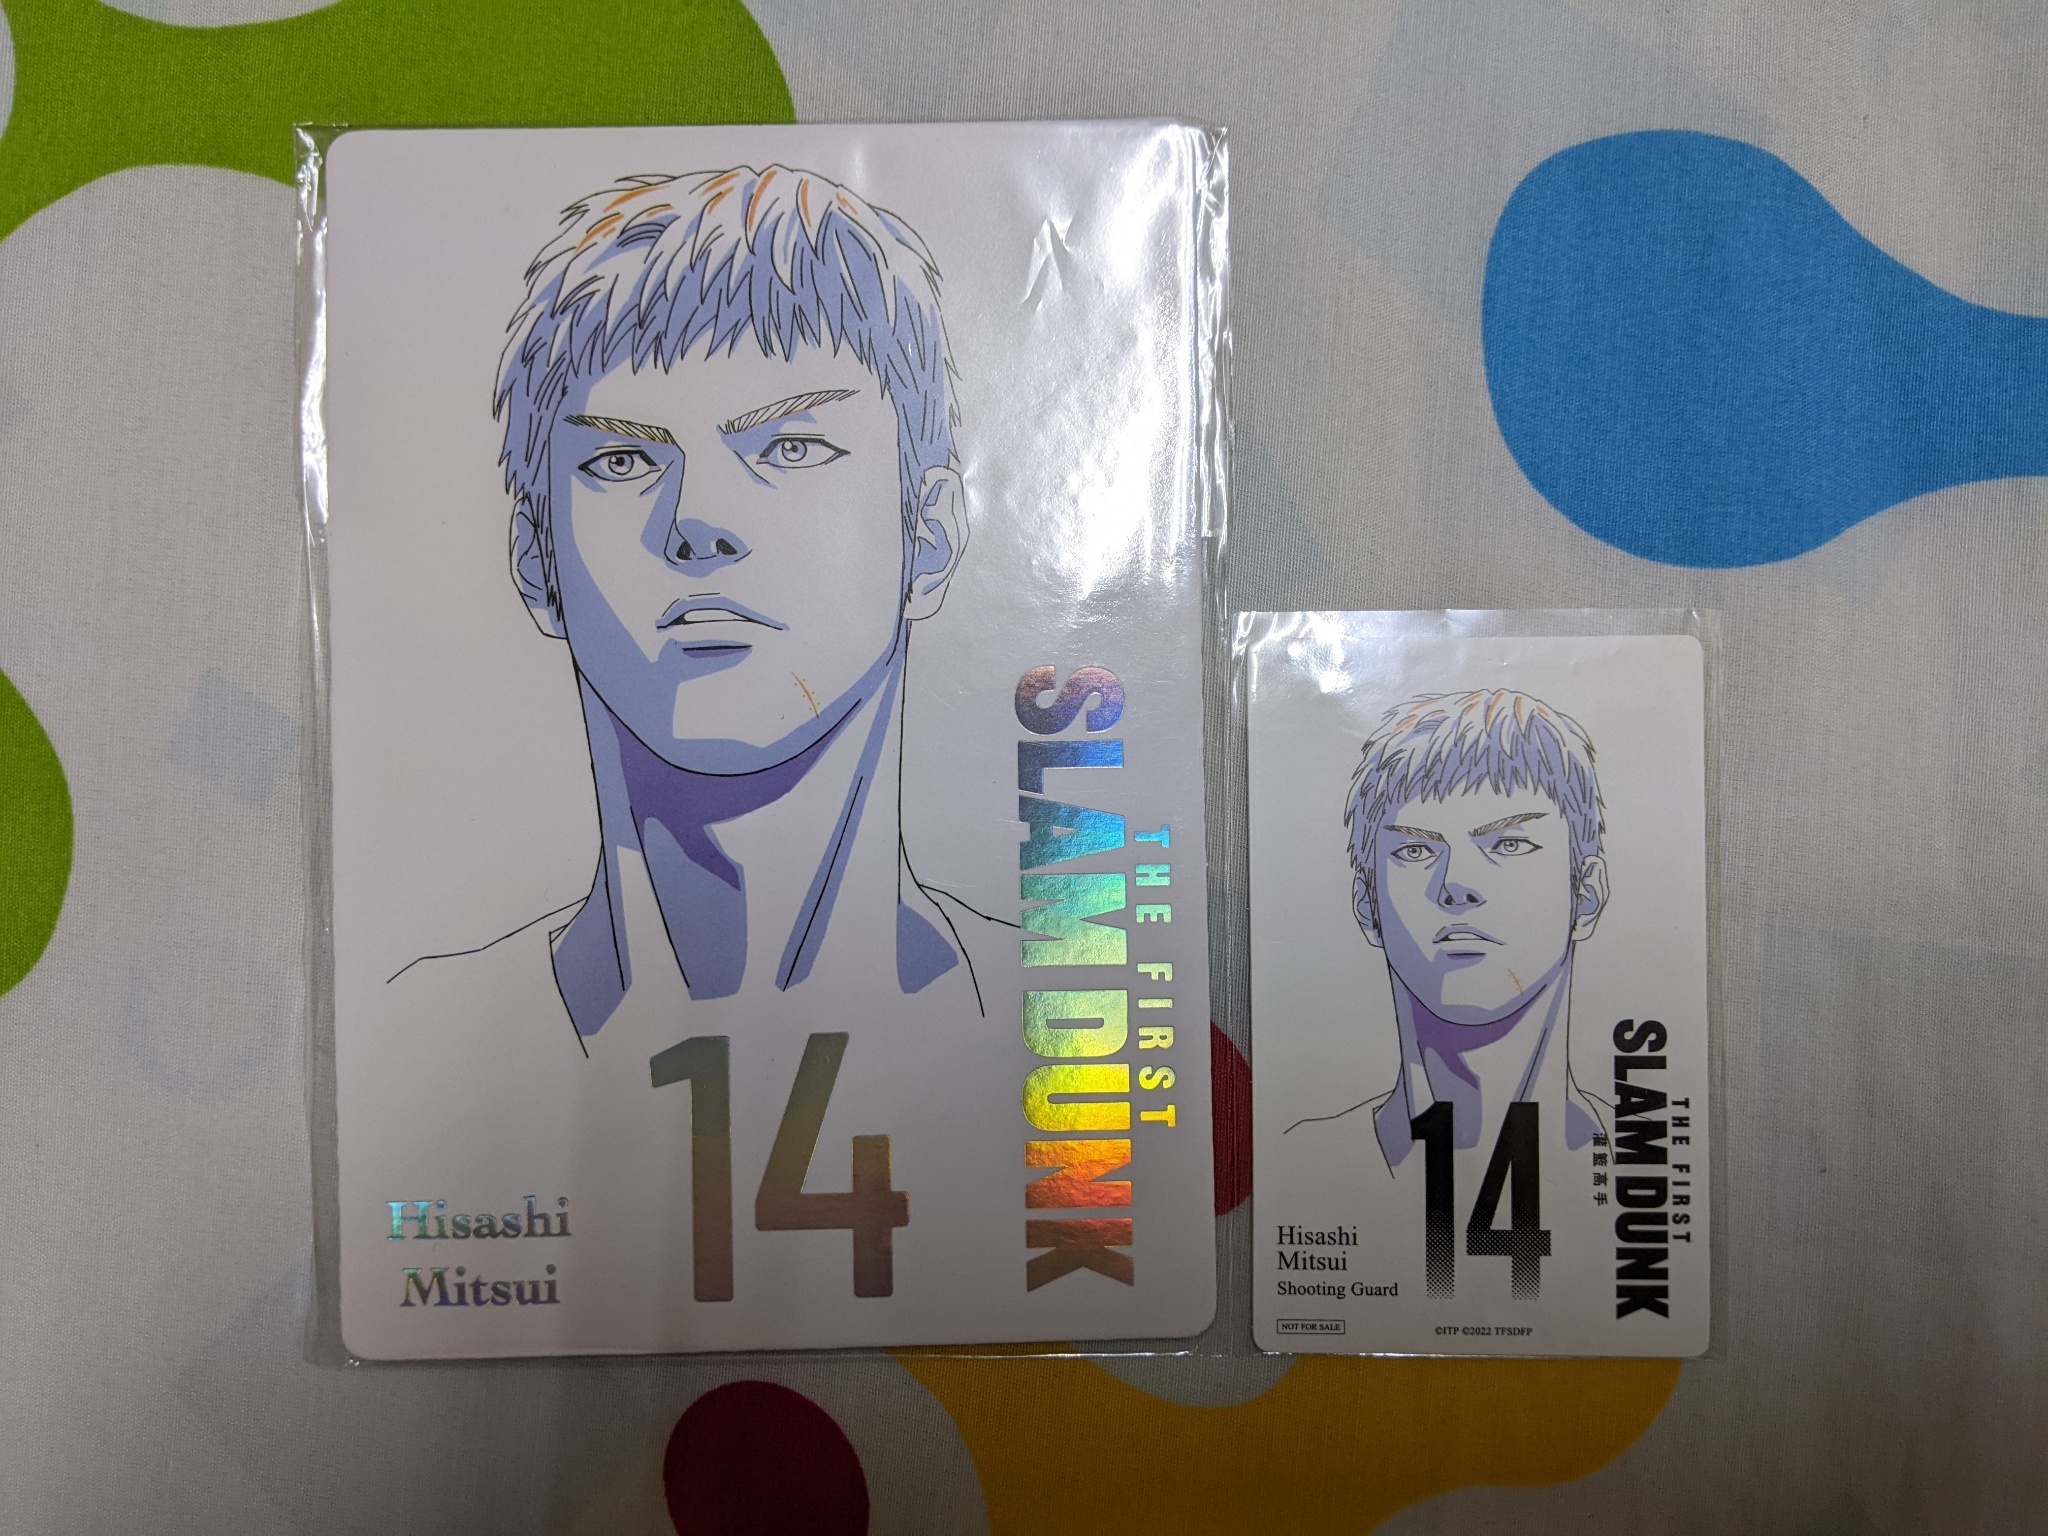 THE FIRST
SLAM DUNK
14
Hisashi
Mitsui
THE FIRST
SLAM DUNK
灌籃高手
14
Hisashi
Mitsui
Shooting Guard
NOT FOR SALE
©ITP ©2022 TFSDFP